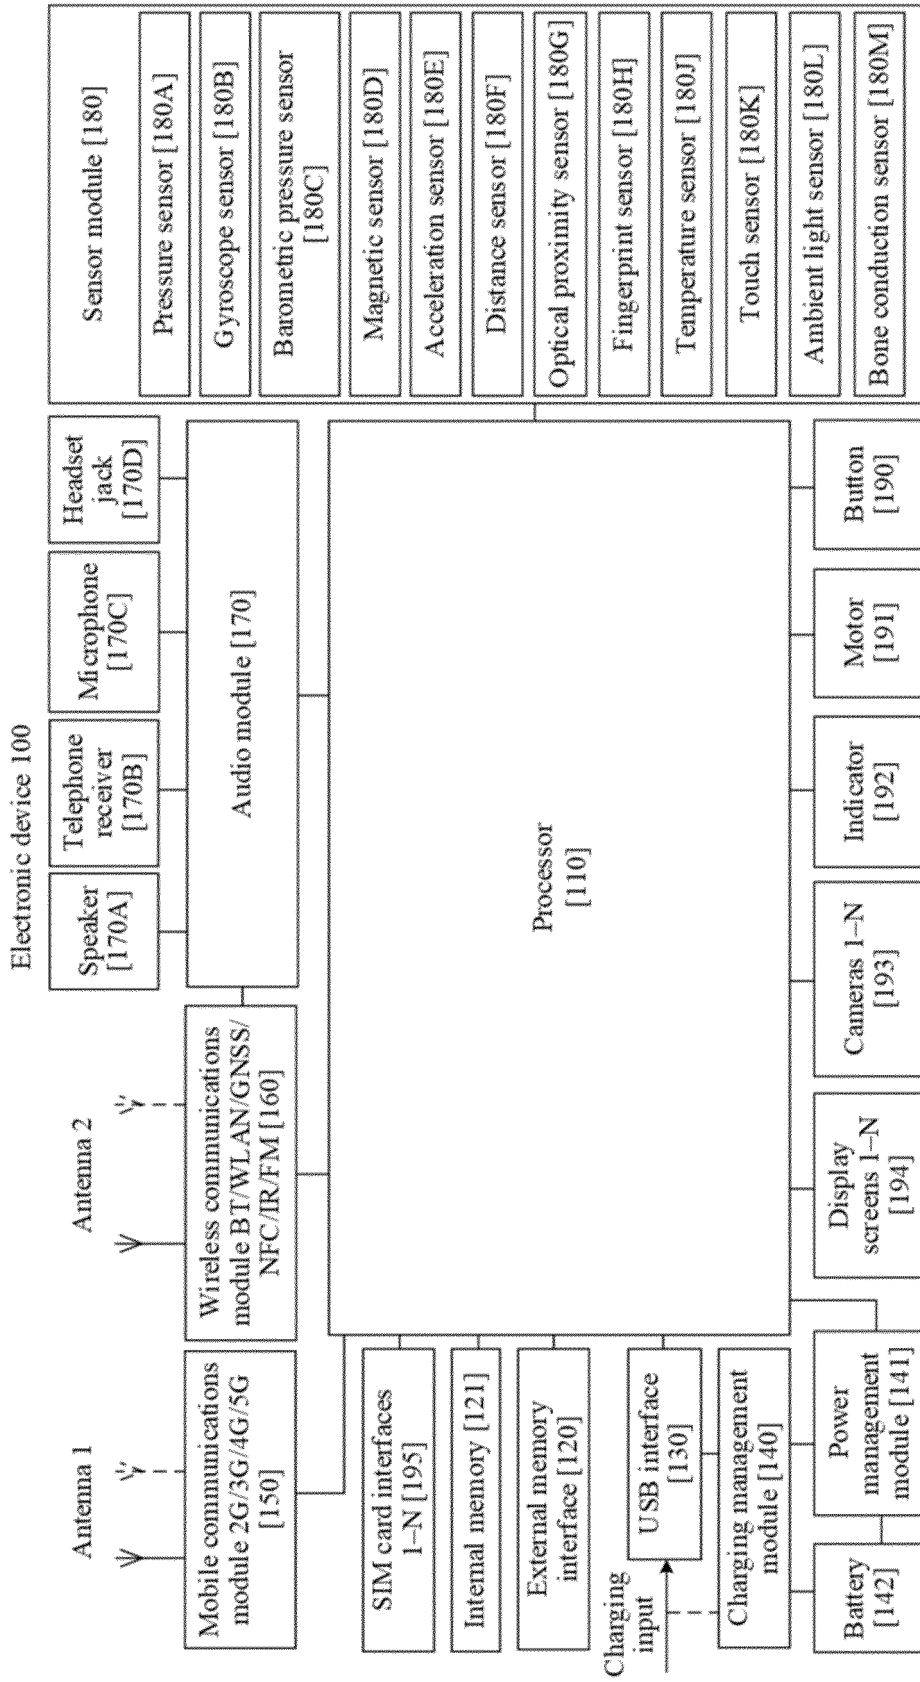 Electronic device 100
Antenna 1
Antenna 2
Mobile communications
module 2G/3G/4G/5G
[150]
Wireless communications
module BT/WLAN/GNSS/
NFC/IR/FM [160]
Speaker
[170A]
Telephone
receiver
[170B]
Microphone
[170C]
Headset
jack
[170D]
Audio module [170]
SIM card interfaces
1–N [195]
Internal memory [121]
External memory
interface [120]
Charging
input
USB interface
[130]
Charging management
module [140]
Battery
[142]
Power
management
module [141]
Processor
[110]
Display
screens 1–N
[194]
Cameras 1–N
[193]
Indicator
[192]
Motor
[191]
Button
[190]
Sensor module [180]
Pressure sensor [180A]
Gyroscope sensor [180B]
Barometric pressure sensor
[180C]
Magnetic sensor [180D]
Acceleration sensor [180E]
Distance sensor [180F]
Optical proximity sensor [180G]
Fingerprint sensor [180H]
Temperature sensor [180J]
Touch sensor [180K]
Ambient light sensor [180L]
Bone conduction sensor [180M]